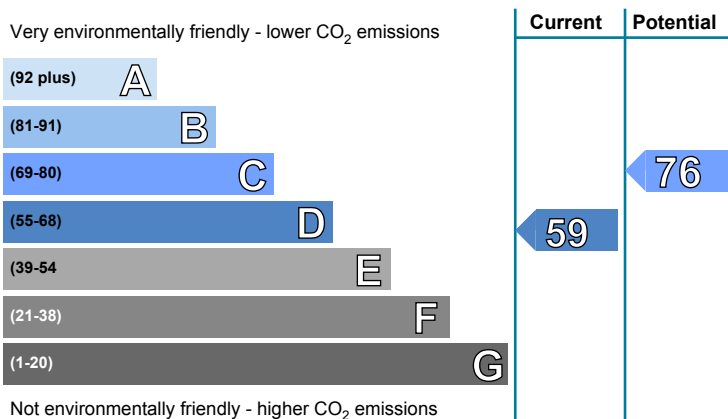 Current Potential
Very environmentally friendly - lower CO2 emissions
(92 plus) A
(81-91) B
(69-80) C
76
(55-68) D
59
(39-54 E
(21-38) F
(1-20) G
Not environmentally friendly - higher CO2 emissions